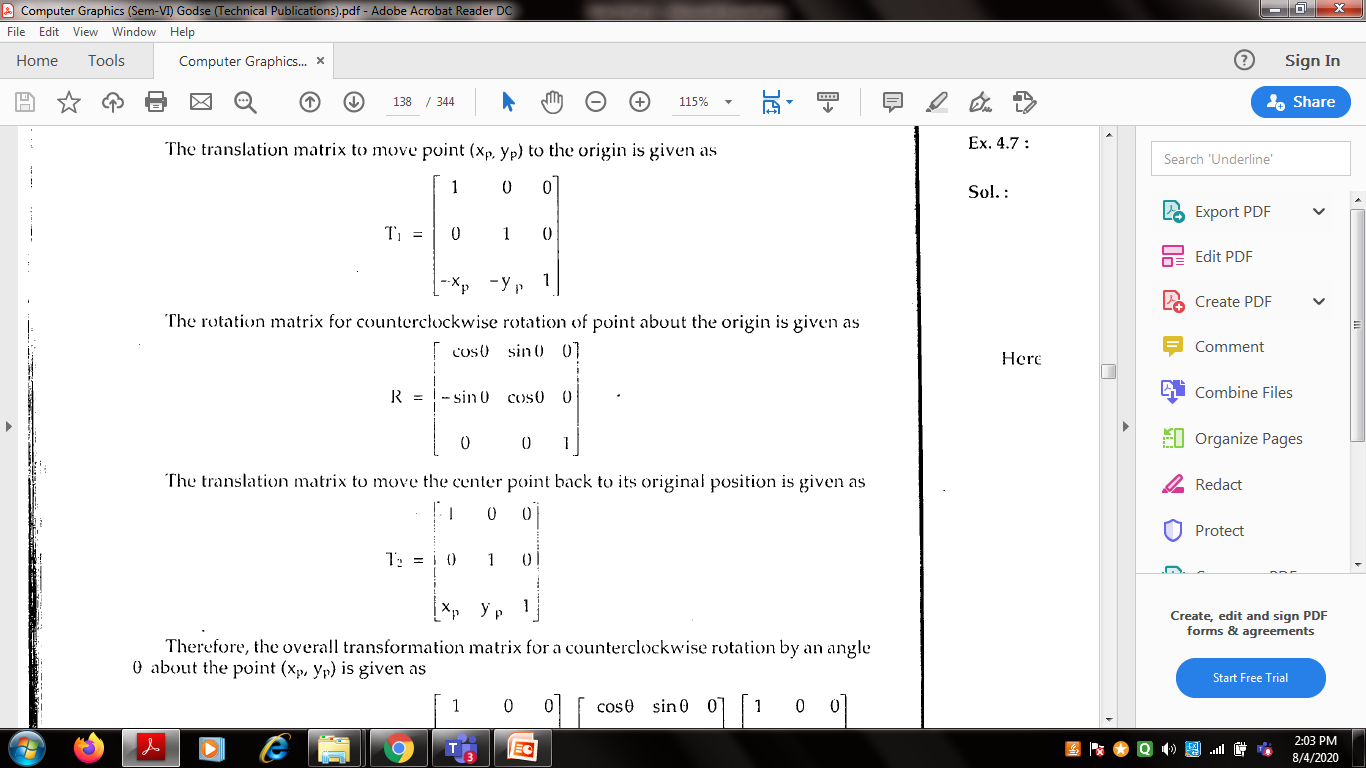 Computer Graphics (Sem-VI) Godse (Technical Publications).pdf - Adobe Acrobat Reader DC
File Edit View Window Help
Home Tools Computer Graphics... × ? Sign In
138 / 344 115% Share
The translation matrix to move point (xp, yp) to the origin is given as
1 0 0
T1 = 0 1 0
-xp -yp 1
The rotation matrix for counterclockwise rotation of point about the origin is given as
cosθ sinθ 0
R = -sinθ cosθ 0
0 0 1
The translation matrix to move the center point back to its original position is given as
1 0 0
T2 = 0 1 0
xp yp 1
Therefore, the overall transformation matrix for a counterclockwise rotation by an angle
θ about the point (xp, yp) is given as
1 0 0 cosθ sinθ 0 1 0 0
Ex. 4.7 :
Sol. :
Here
Search 'Underline'
Export PDF
Edit PDF
Create PDF
Comment
Combine Files
Organize Pages
Redact
Protect
Create, edit and sign PDF
forms & agreements
Start Free Trial
3
2:03 PM
8/4/2020